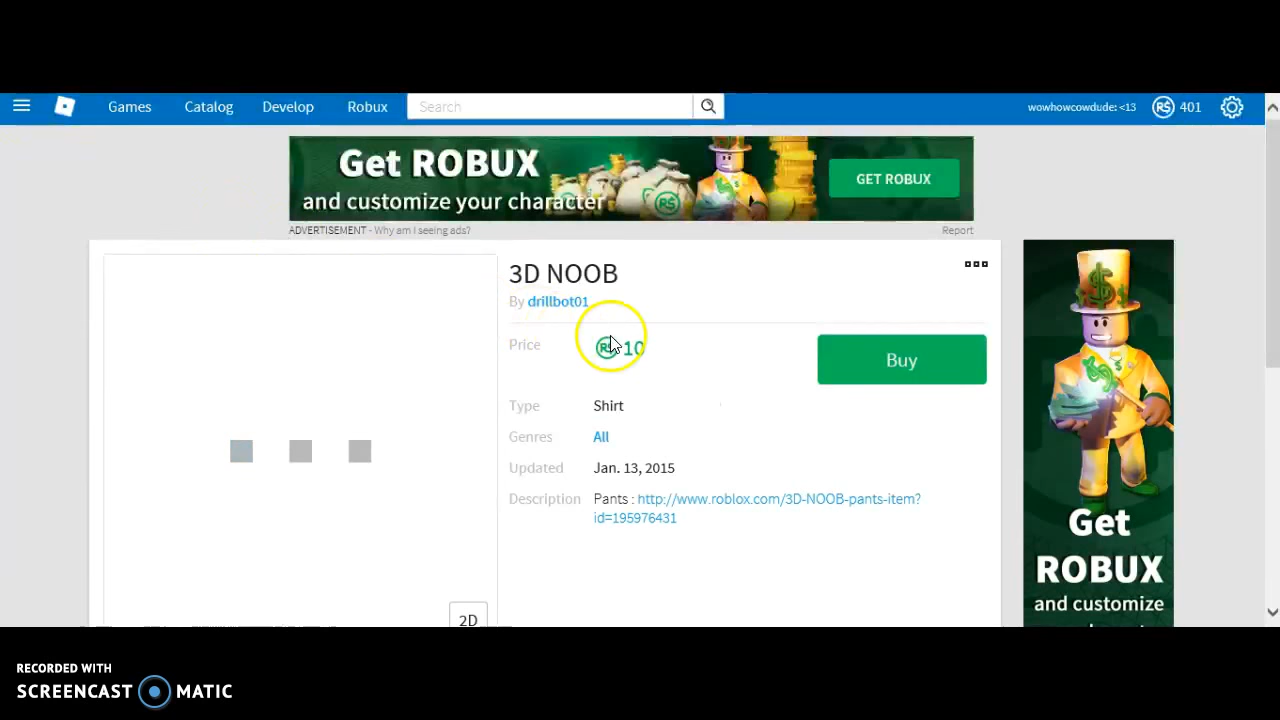 Games Catalog Develop Robux Search wowhowcowdude: <13 R$ 401
Get ROBUX
and customize your character
GET ROBUX
ADVERTISEMENT - Why am I seeing ads? Report
3D NOOB
By drillbot01
Price R$ 10
Buy
Type Shirt
Genres All
Updated Jan. 13, 2015
Description Pants : http://www.roblox.com/3D-NOOB-pants-item?
id=195976431
2D
Get
ROBUX
and customize
RECORDED WITH
SCREENCAST MATIC